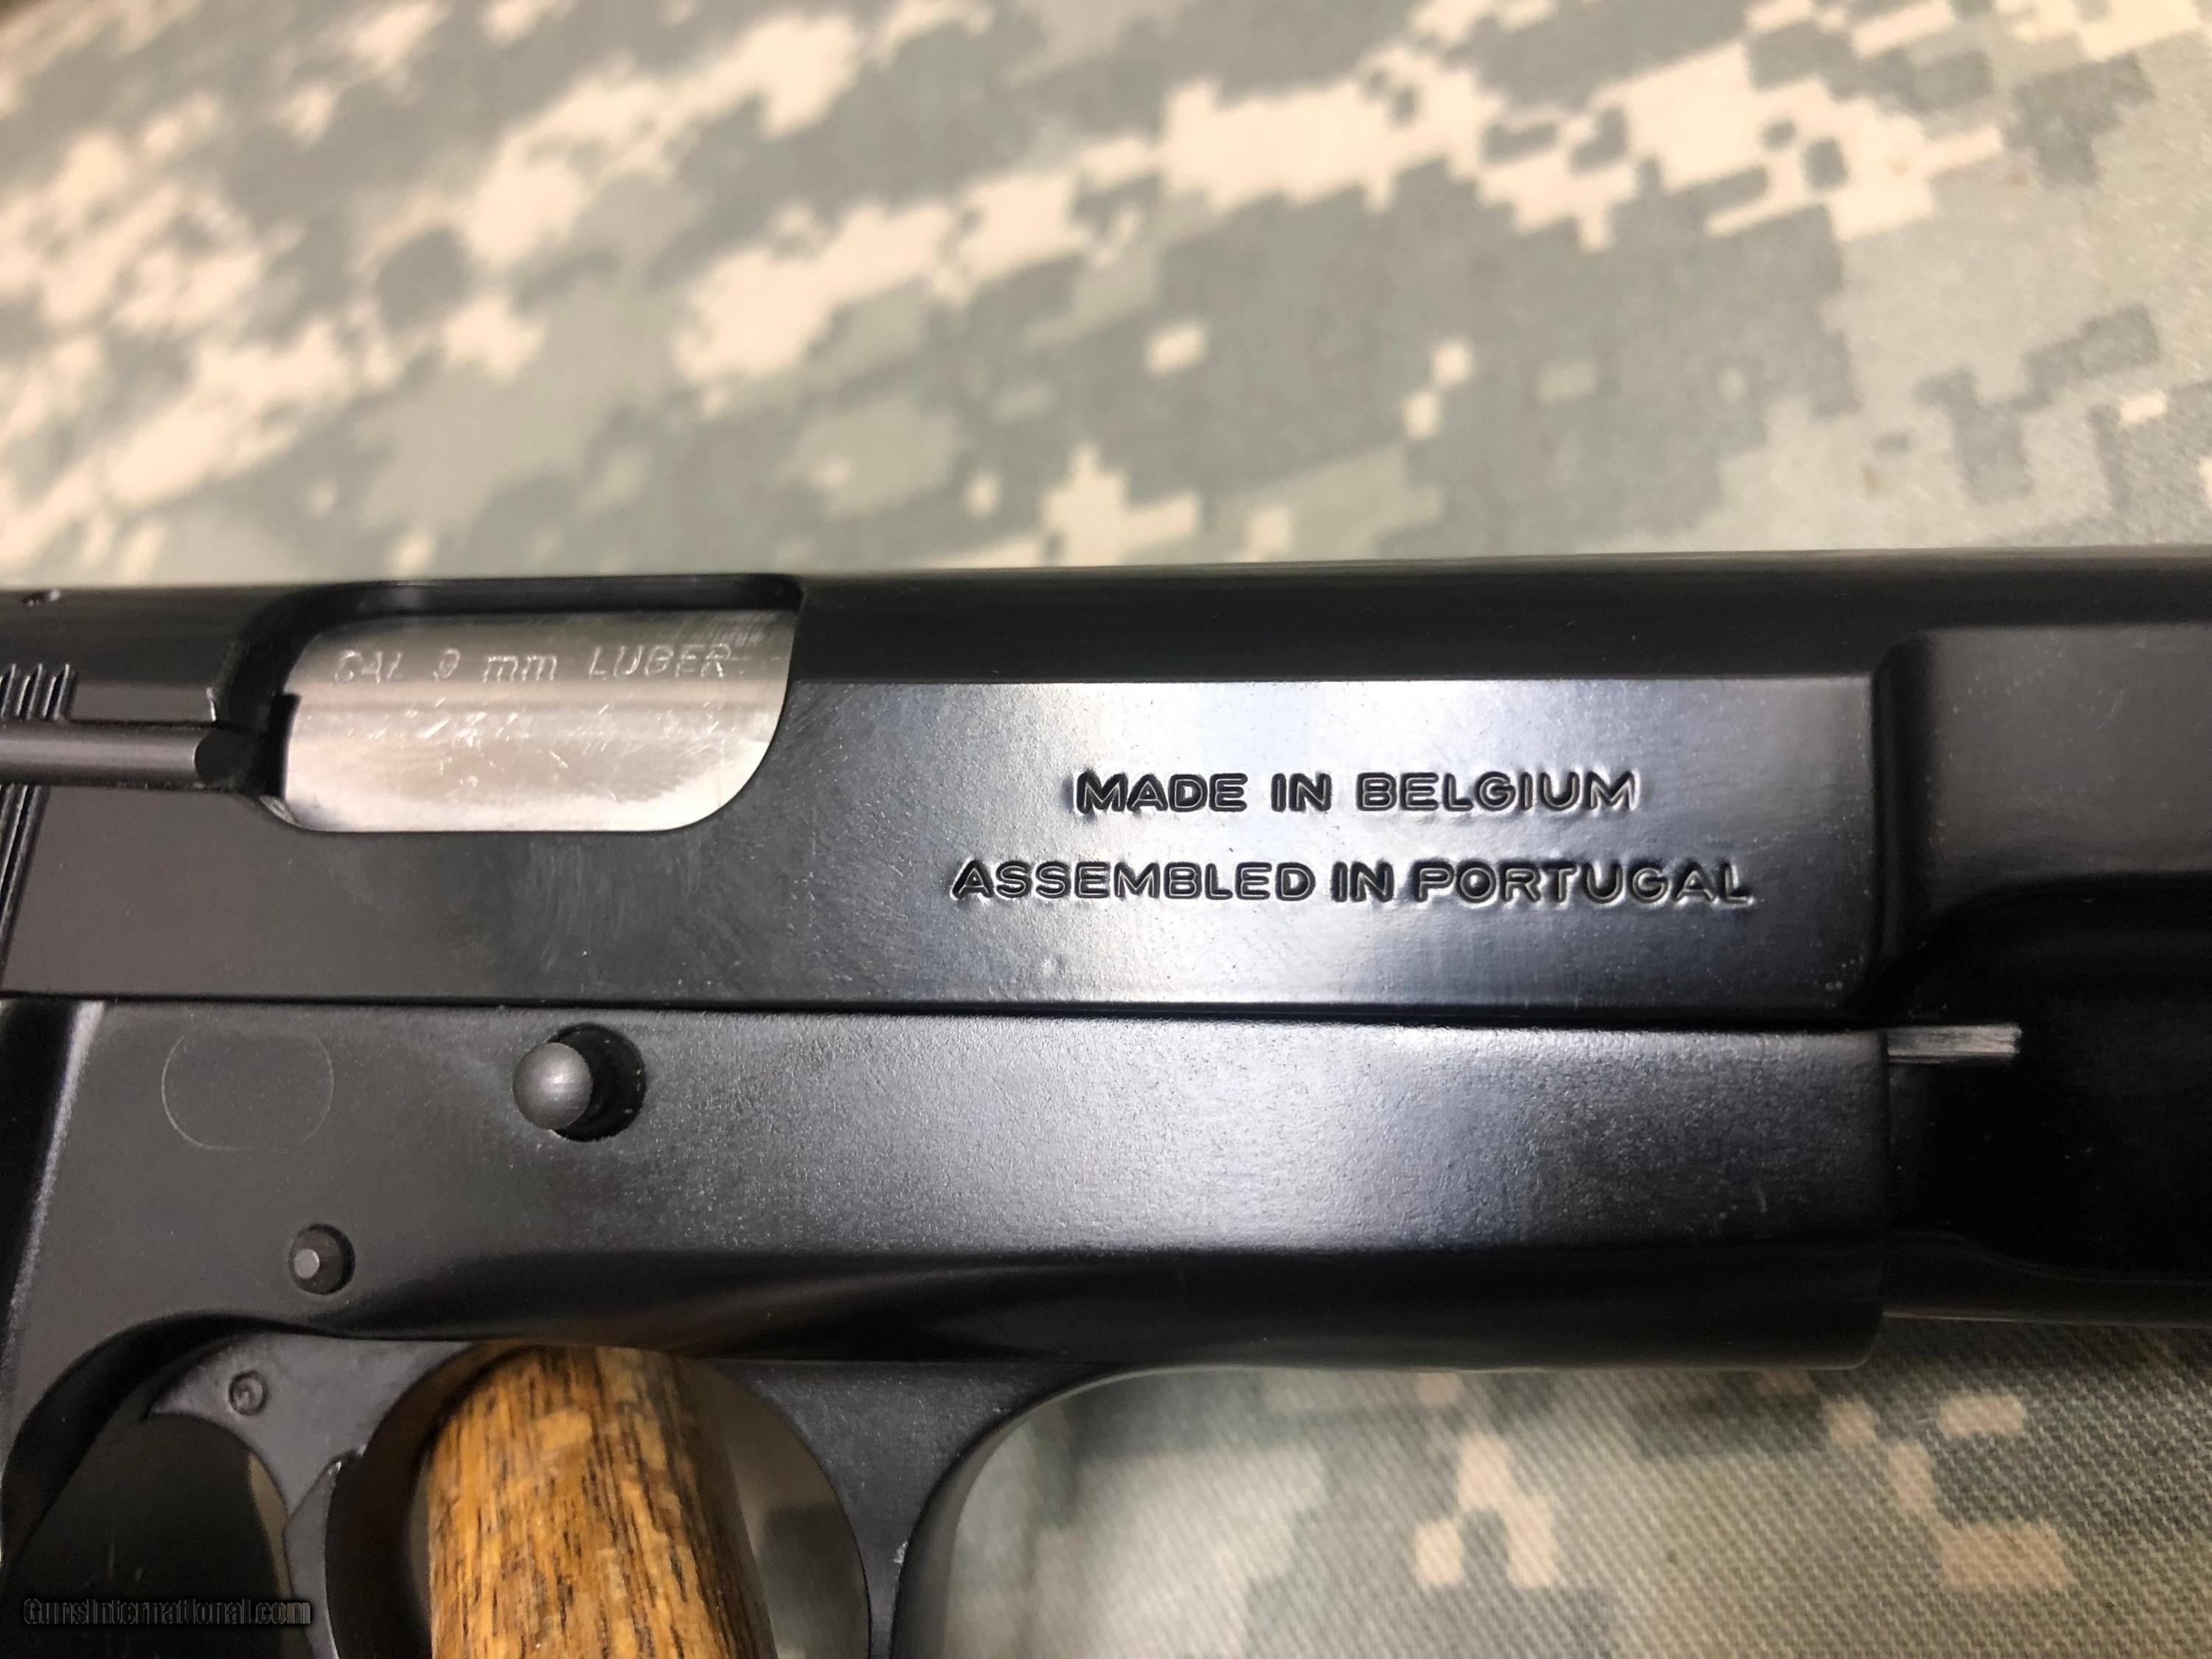 CAL 9 mm LUGER
MADE IN BELGIUM
ASSEMBLED IN PORTUGAL
GunsInternational.com